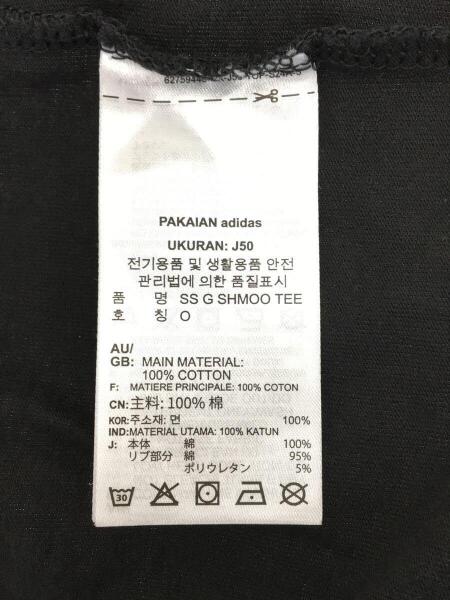 PAKAIAN adidas
UKURAN: J50
전기용품 및 생활용품 안전
관리법에 의한 품질표시
품 명 SS G SHMOO TEE
호 칭 O
AU/
GB: MAIN MATERIAL:
100% COTTON
F: MATIERE PRINCIPALE: 100% COTON
CN: 主料: 100% 棉
KOR: 주소재: 면 100%
IND: MATERIAL UTAMA: 100% KATUN
J: 本体 綿 100%
リブ部分 綿 95%
ポリウレタン 5%
30